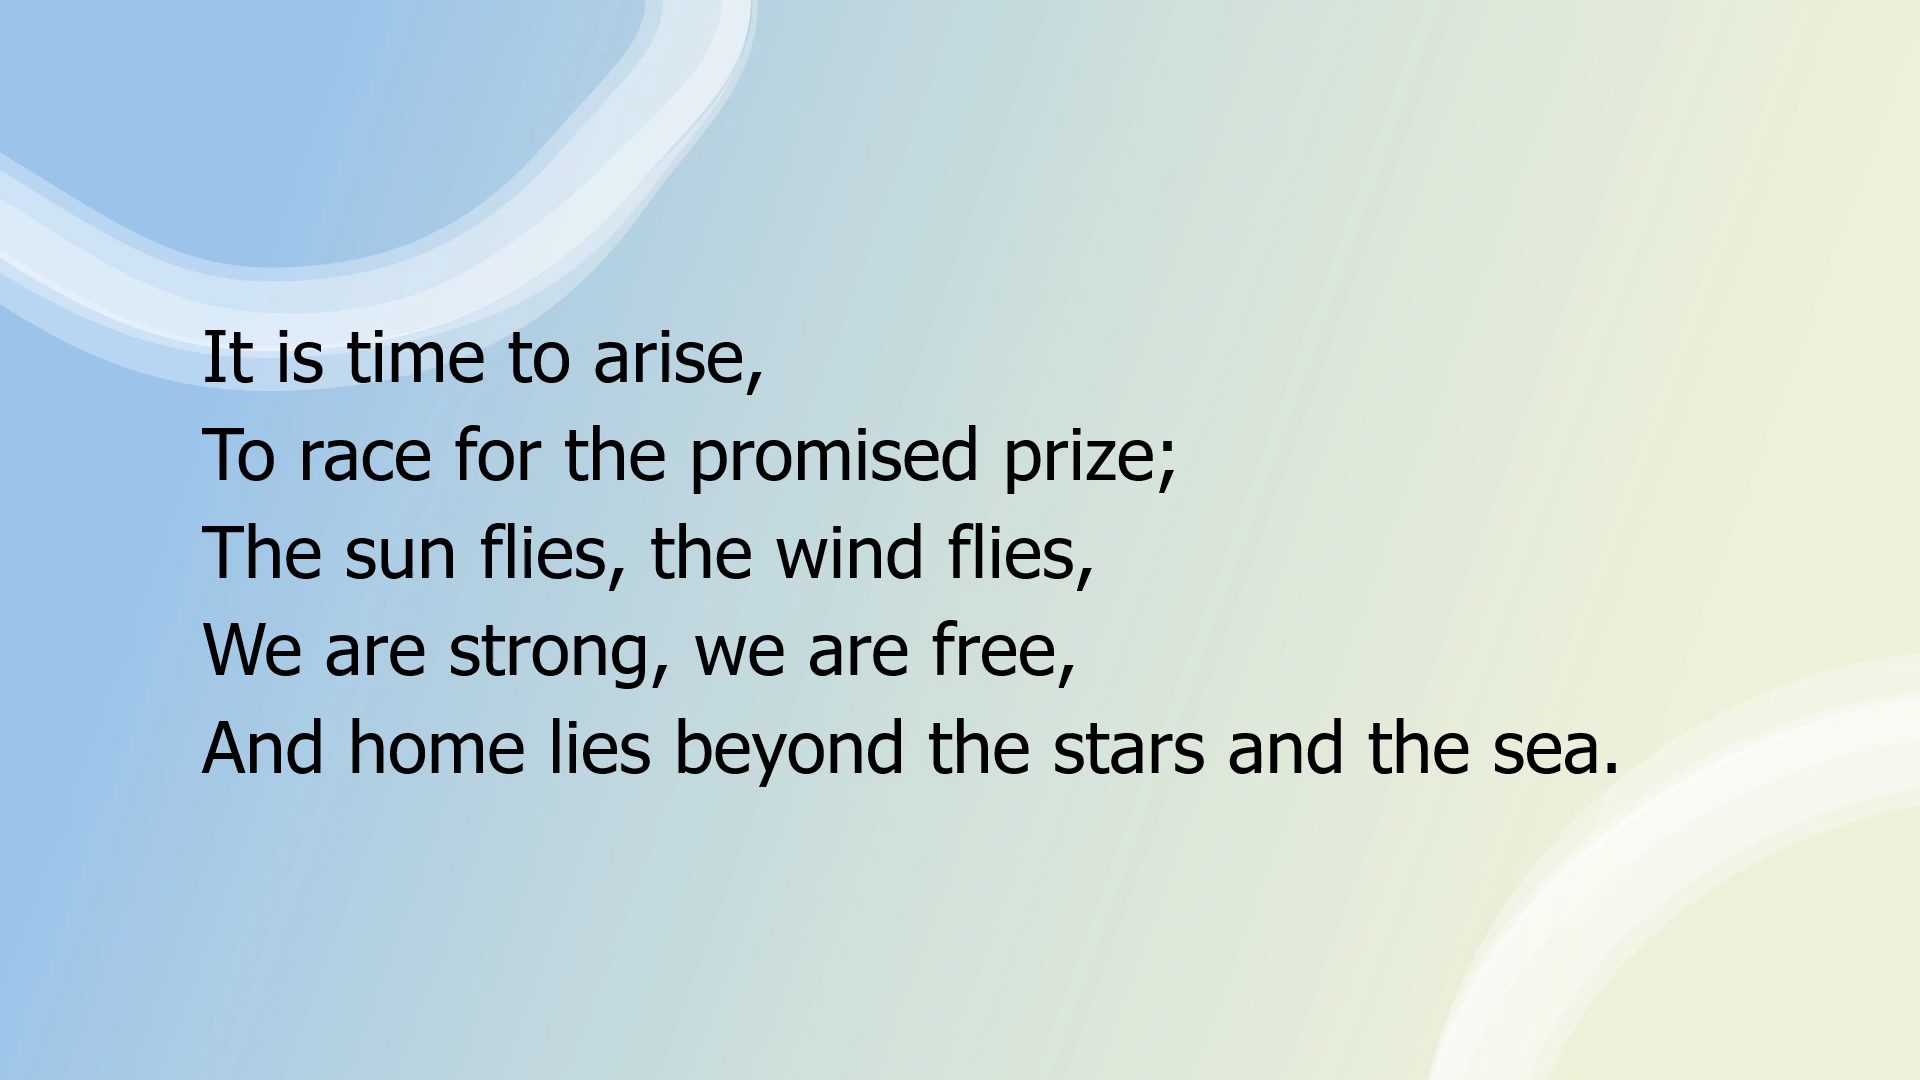 It is time to arise,
To race for the promised prize;
The sun flies, the wind flies,
We are strong, we are free,
And home lies beyond the stars and the sea.